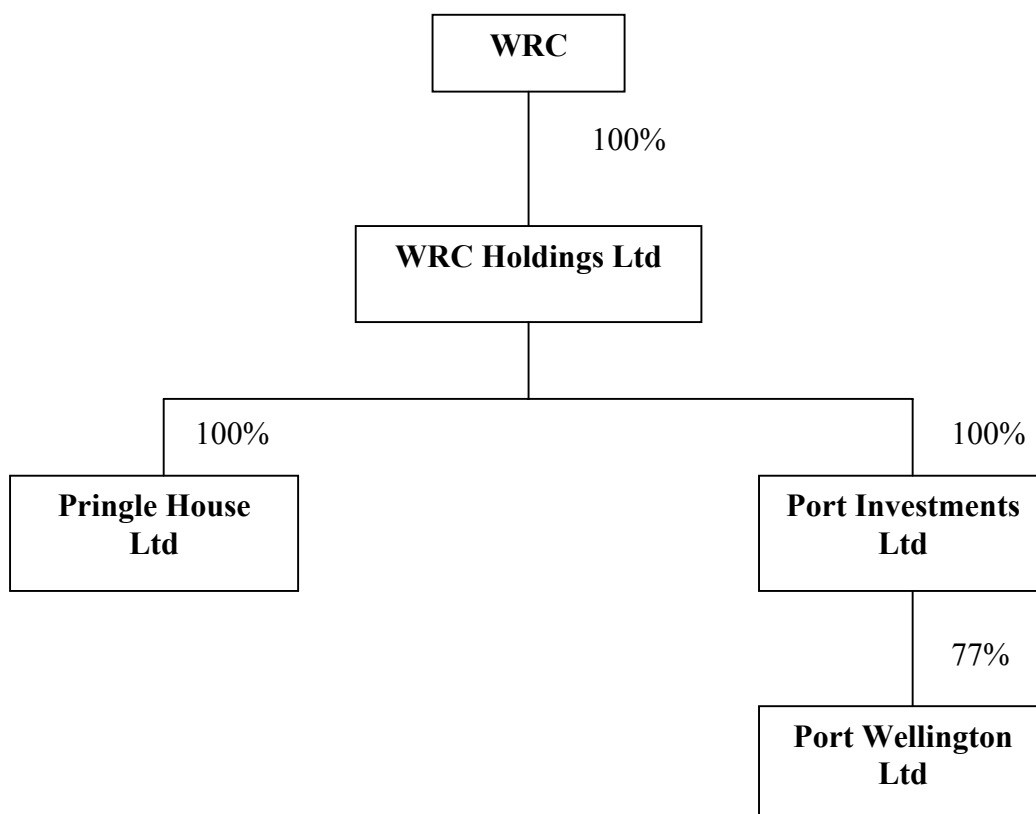 WRC
100%
WRC Holdings Ltd
100%
100%
Pringle House
Ltd
Port Investments
Ltd
77%
Port Wellington
Ltd